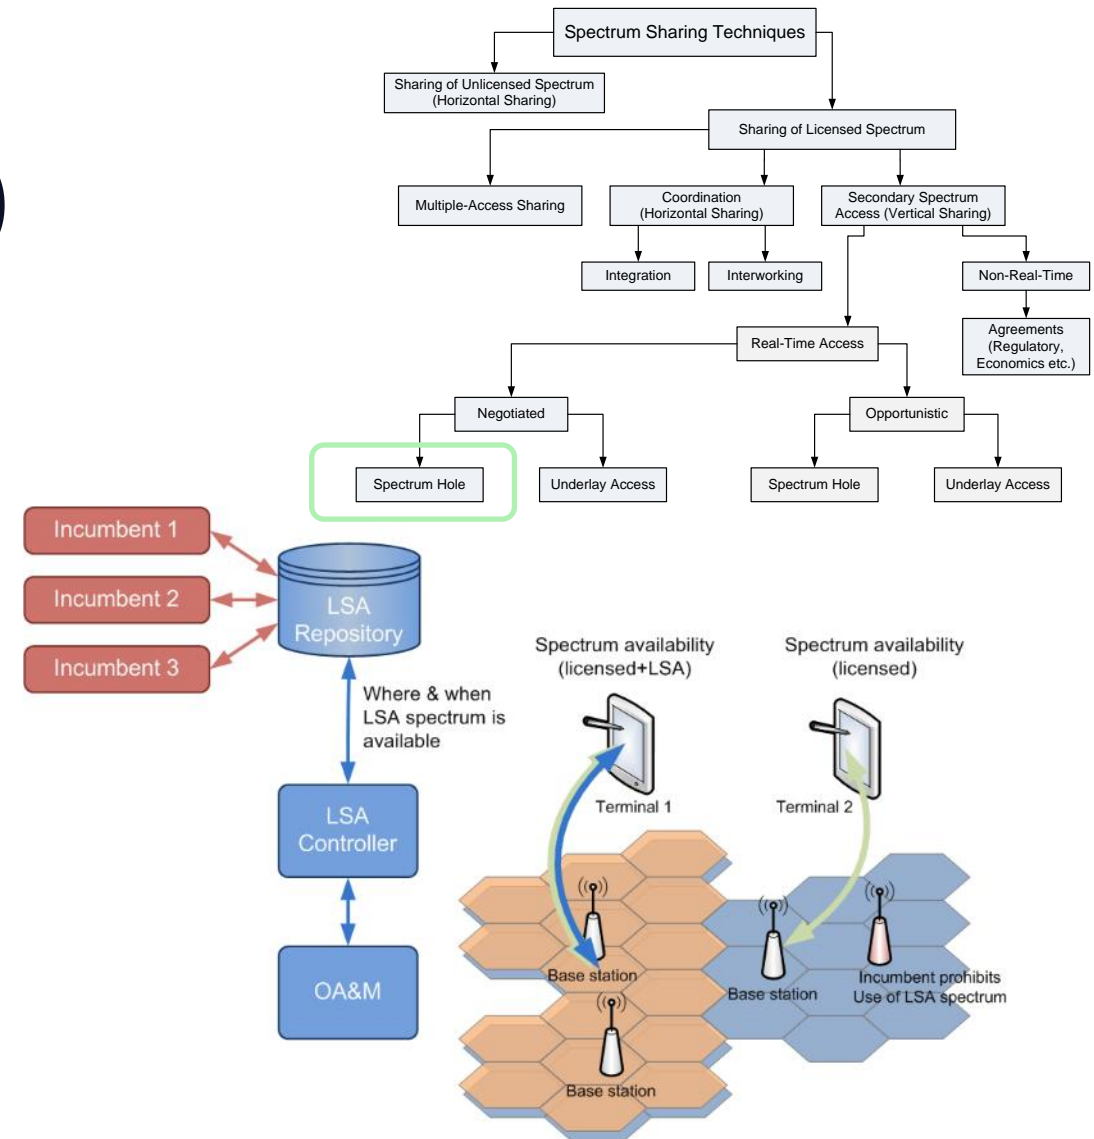 Spectrum Sharing Techniques
Sharing of Unlicensed Spectrum
(Horizontal Sharing)
Sharing of Licensed Spectrum
Multiple-Access Sharing
Coordination
(Horizontal Sharing)
Secondary Spectrum
Access (Vertical Sharing)
Integration
Interworking
Non-Real-Time
Agreements
(Regulatory,
Economics etc.)
Real-Time Access
Negotiated
Opportunistic
Spectrum Hole
Underlay Access
Spectrum Hole
Underlay Access
Incumbent 1
Incumbent 2
Incumbent 3
LSA
Repository
Where & when
LSA spectrum is
available
LSA
Controller
OA&M
Spectrum availability
(licensed+LSA)
Spectrum availability
(licensed)
Terminal 1
Terminal 2
Base station
Base station
Incumbent prohibits
Use of LSA spectrum
Base station